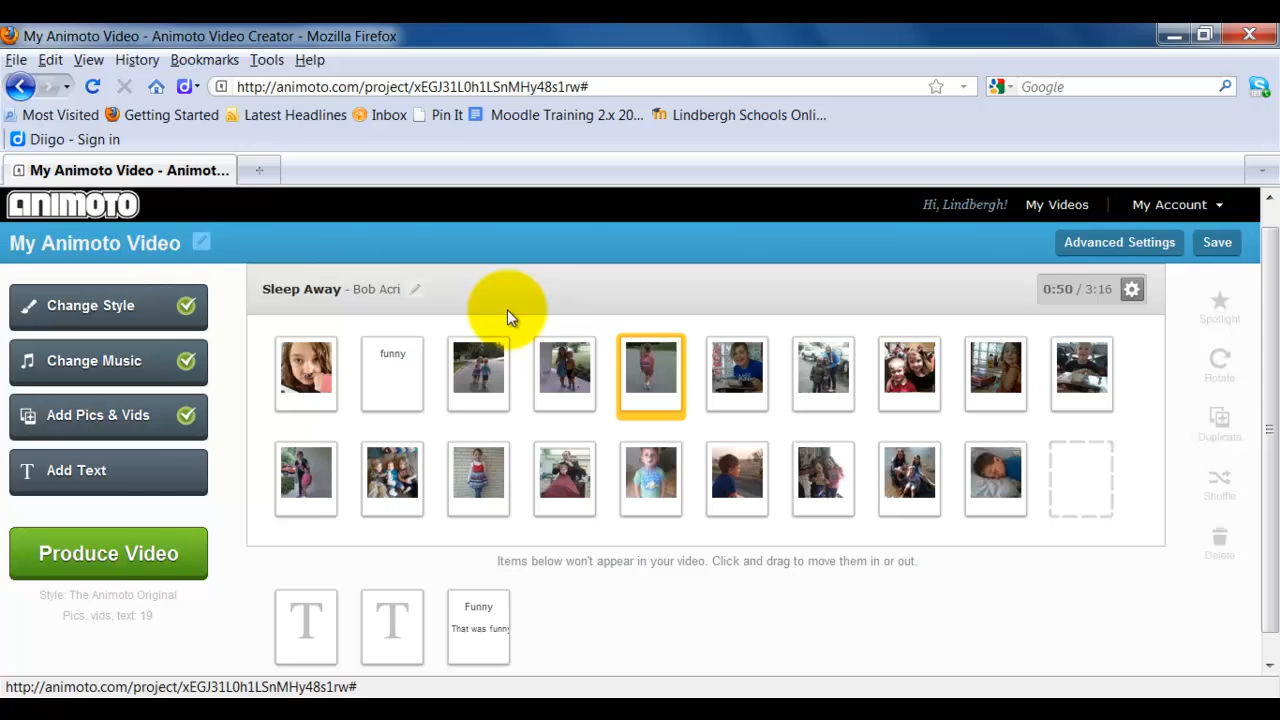 My Animoto Video - Animoto Video Creator - Mozilla Firefox
File Edit View History Bookmarks Tools Help
http://animoto.com/project/xEGJ31L0h1LSnMHy48s1rw# Google
Most Visited Getting Started Latest Headlines Inbox Pin It Moodle Training 2.x 20... Lindbergh Schools Onli...
Diigo - Sign in
My Animoto Video - Animot...
ANIMOTO Hi, Lindbergh! My Videos My Account
My Animoto Video Advanced Settings Save
Change Style
Change Music
Add Pics & Vids
T Add Text
Produce Video
Style: The Animoto Original
Pics, vids, text: 19
Sleep Away - Bob Acri 0:50 / 3:16
funny
Items below won't appear in your video. Click and drag to move them in or out.
T
T
Funny
That was funny
Spotlight
Rotate
Duplicate
Shuffle
Delete
http://animoto.com/project/xEGJ31L0h1LSnMHy48s1rw#